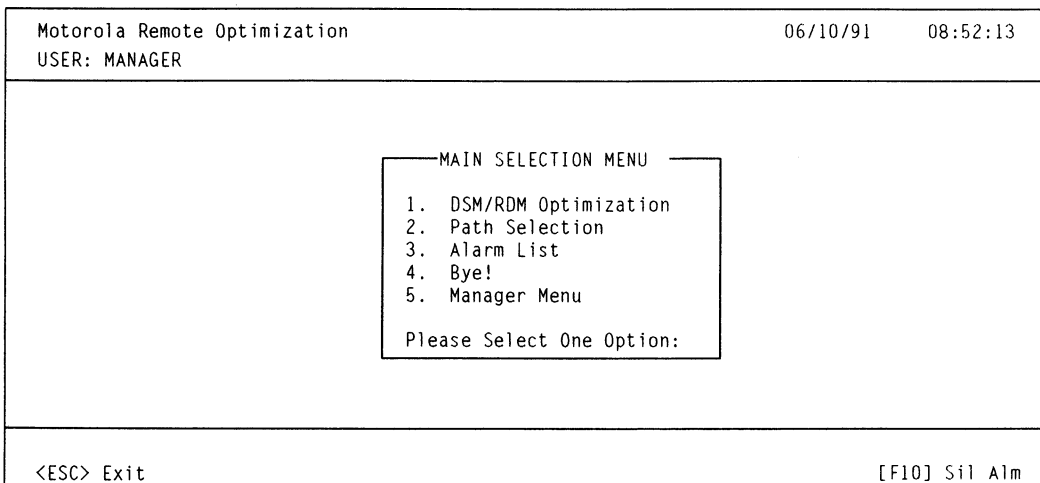 Motorola Remote Optimization 06/10/91 08:52:13
USER: MANAGER
MAIN SELECTION MENU
1. DSM/RDM Optimization
2. Path Selection
3. Alarm List
4. Bye!
5. Manager Menu
Please Select One Option:
<ESC> Exit [F10] Sil Alm